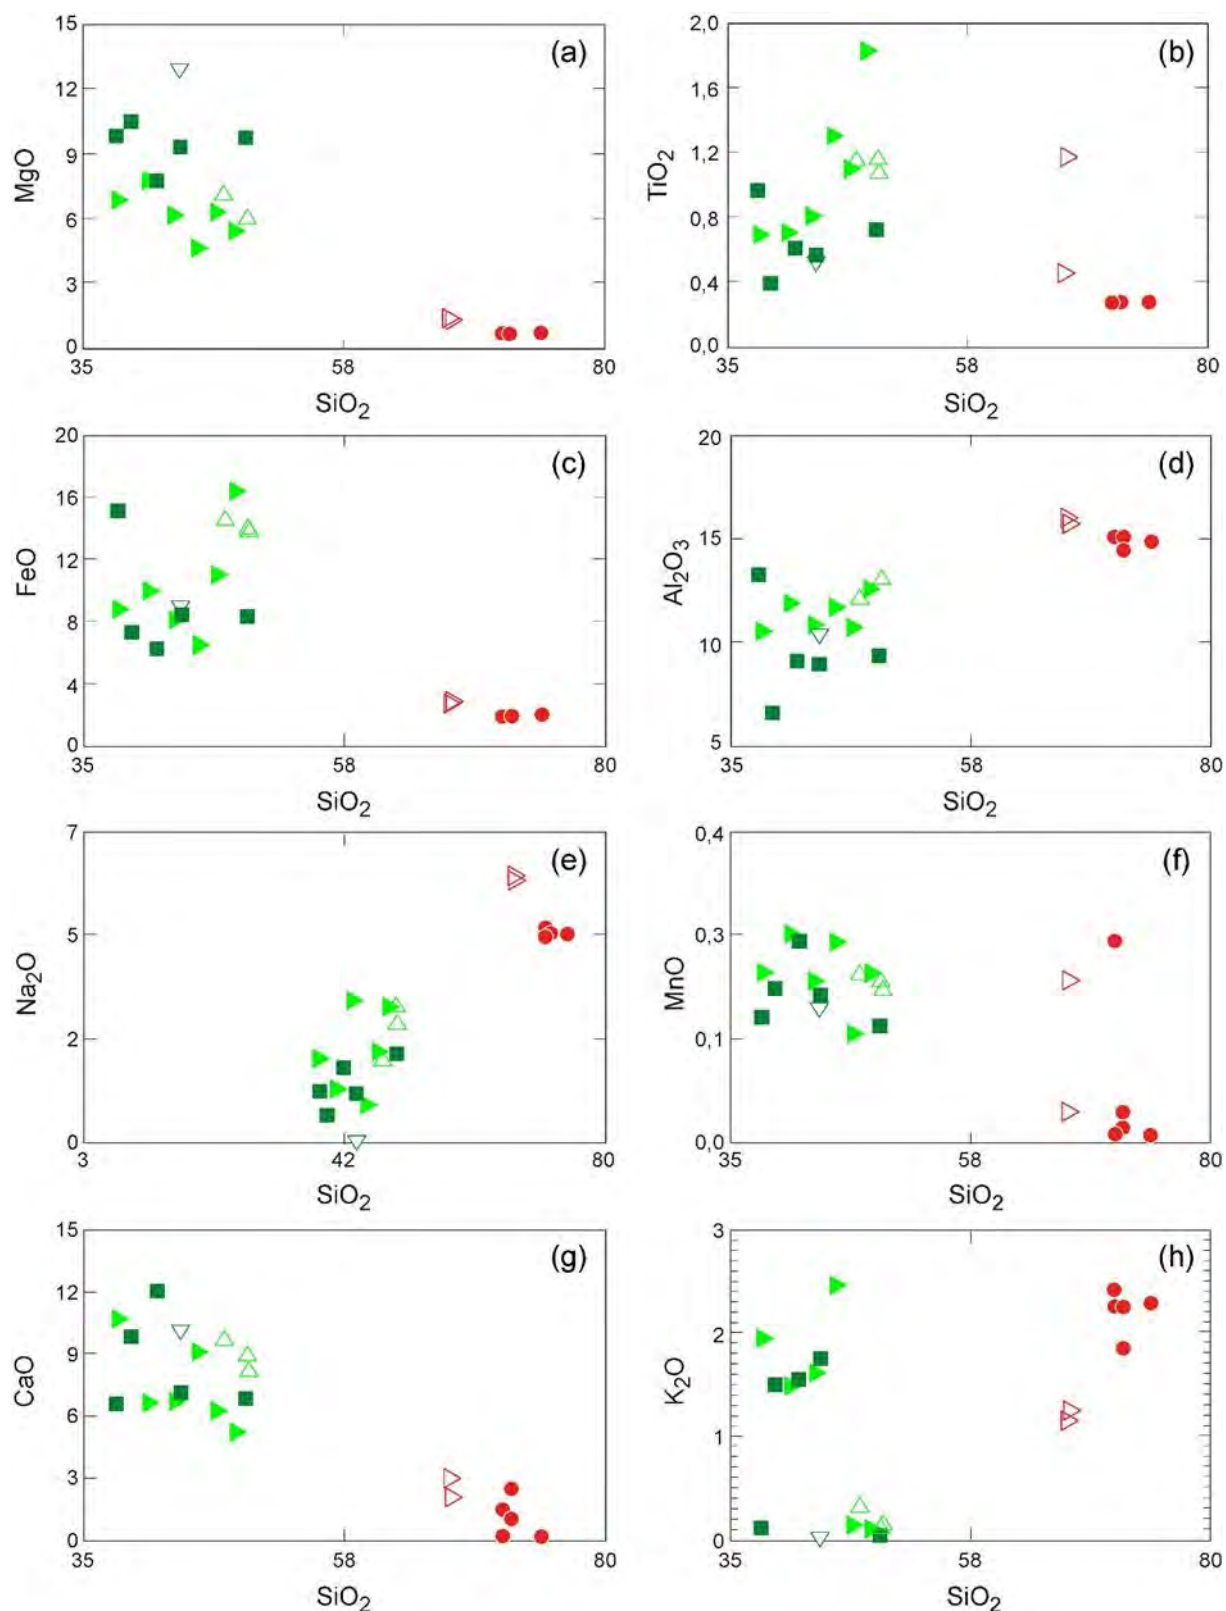 15
12
9
6
3
0
MgO
(a)
35
58
80
SiO₂
2,0
1,6
1,2
0,8
0,4
0,0
TiO₂
(b)
35
58
80
SiO₂
20
16
12
8
4
0
FeO
(c)
35
58
80
SiO₂
20
15
10
5
Al₂O₃
(d)
35
58
80
SiO₂
7
5
2
0
Na₂O
(e)
3
42
80
SiO₂
0,4
0,3
0,1
0,0
MnO
(f)
35
58
80
SiO₂
15
12
9
6
3
0
CaO
(g)
35
58
80
SiO₂
3
2
1
0
K₂O
(h)
35
58
80
SiO₂